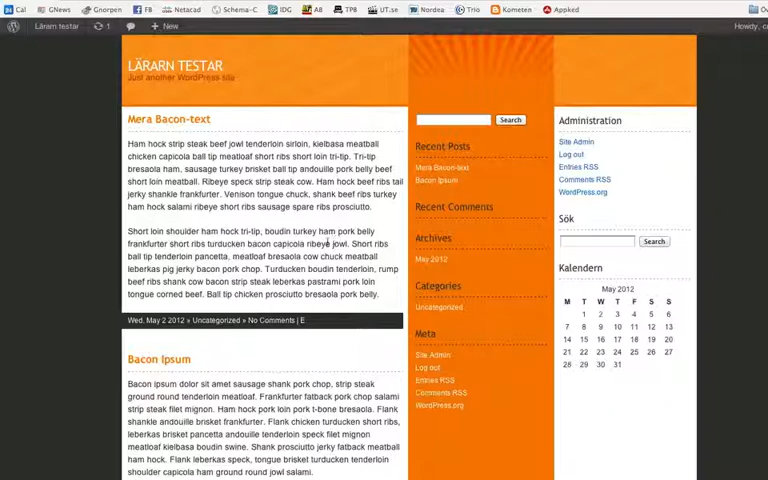 Cal GNews Gnorpen FB Netacad Schema-C IDG AB TPB UT.se Nordea Trio Kometen Appked
Lärarn testar 1 New Howdy,
LÄRARN TESTAR
Just another WordPress site
Mera Bacon-text
Ham hock strip steak beef jowl tenderloin sirloin, kielbasa meatball
chicken capicola ball tip meatloaf short ribs short loin tri-tip. Tri-tip
bresaola ham, sausage turkey brisket ball tip andouille pork belly beef
short loin meatball. Ribeye speck strip steak cow. Ham hock beef ribs tail
jerky shankle frankfurter. Venison tongue chuck, shank beef ribs turkey
ham hock salami ribeye short ribs sausage spare ribs prosciutto.
Short loin shoulder ham hock tri-tip, boudin turkey ham pork belly
frankfurter short ribs turducken bacon capicola ribeye jowl. Short ribs
ball tip tenderloin pancetta, meatloaf bresaola cow chuck meatball
leberkas pig jerky bacon pork chop. Turducken boudin tenderloin, rump
beef ribs shank cow bacon strip steak leberkas pastrami pork loin
tongue corned beef. Ball tip chicken prosciutto bresaola pork belly.
Wed, May 2 2012 » Uncategorized » No Comments | E
Bacon Ipsum
Bacon ipsum dolor sit amet sausage shank pork chop, strip steak
ground round tenderloin meatloaf. Frankfurter fatback pork chop salami
strip steak filet mignon. Ham hock pork loin pork t-bone bresaola. Flank
shankle andouille brisket frankfurter. Flank chicken turducken short ribs,
leberkas brisket pancetta andouille tenderloin speck filet mignon
meatloaf kielbasa boudin swine. Shank prosciutto jerky fatback meatball
ham hock. Flank leberkas speck, tongue brisket turducken tenderloin
shoulder capicola ham ground round jowl salami.
Search
Recent Posts
Mera Bacon-text
Bacon Ipsum
Recent Comments
Archives
May 2012
Categories
Uncategorized
Meta
Site Admin
Log out
Entries RSS
Comments RSS
WordPress.org
Administration
Site Admin
Log out
Entries RSS
Comments RSS
WordPress.org
Sök
Search
Kalendern
May 2012
M T W T F S S
1 2 3 4 5 6
7 8 9 10 11 12 13
14 15 16 17 18 19 20
21 22 23 24 25 26 27
28 29 30 31